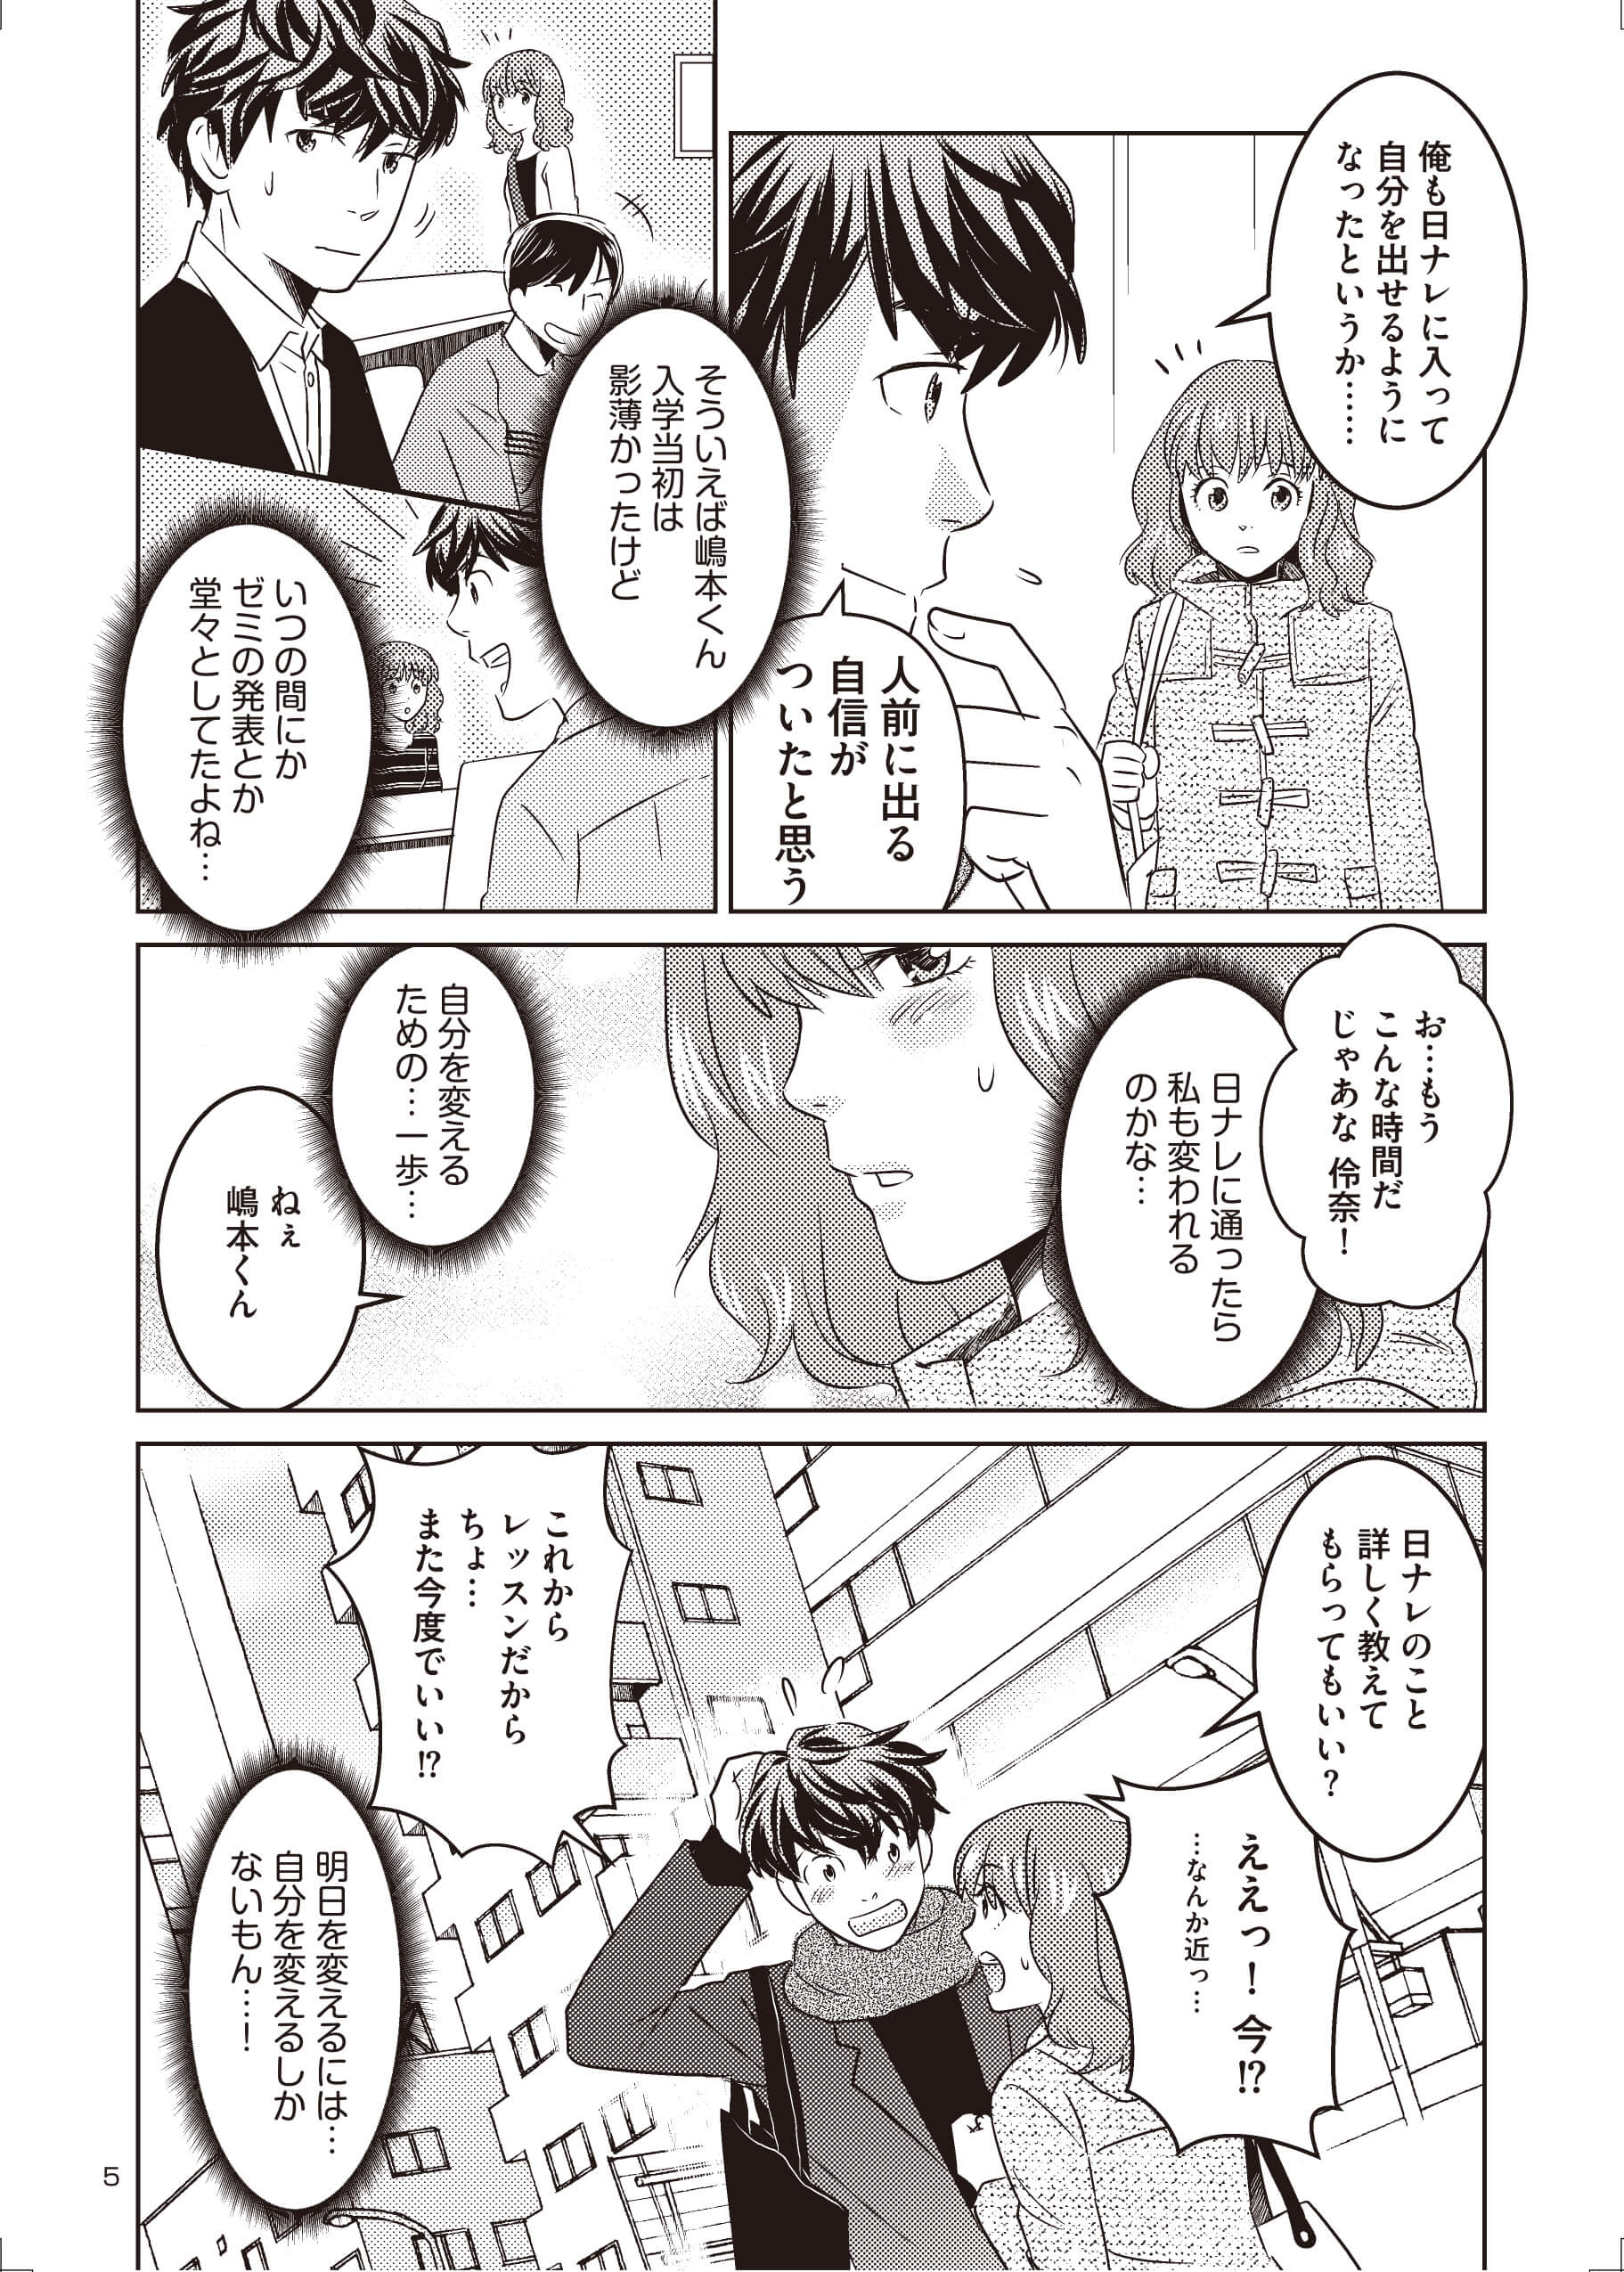 俺も日ナレに入って
自分を出せるように
なったというか……
人前に出る
自信が
ついたと思う
そういえば嶋本くん
入学当初は
影薄かったけど
いつの間にか
ゼミの発表とか
堂々としてたよね…
お…もう
こんな時間だ
じゃあな 伶奈！
日ナレに通ったら
私も変われる
のかな…
自分を変える
ための…一歩…
ねぇ
嶋本くん
日ナレのこと
詳しく教えて
もらってもいい？
ええっ！ 今⁉
…なんか近っ…
これから
レッスンだから
ちょ…
また今度でいい⁉
明日を変えるには…
自分を変えるしか
ないもん…！
5